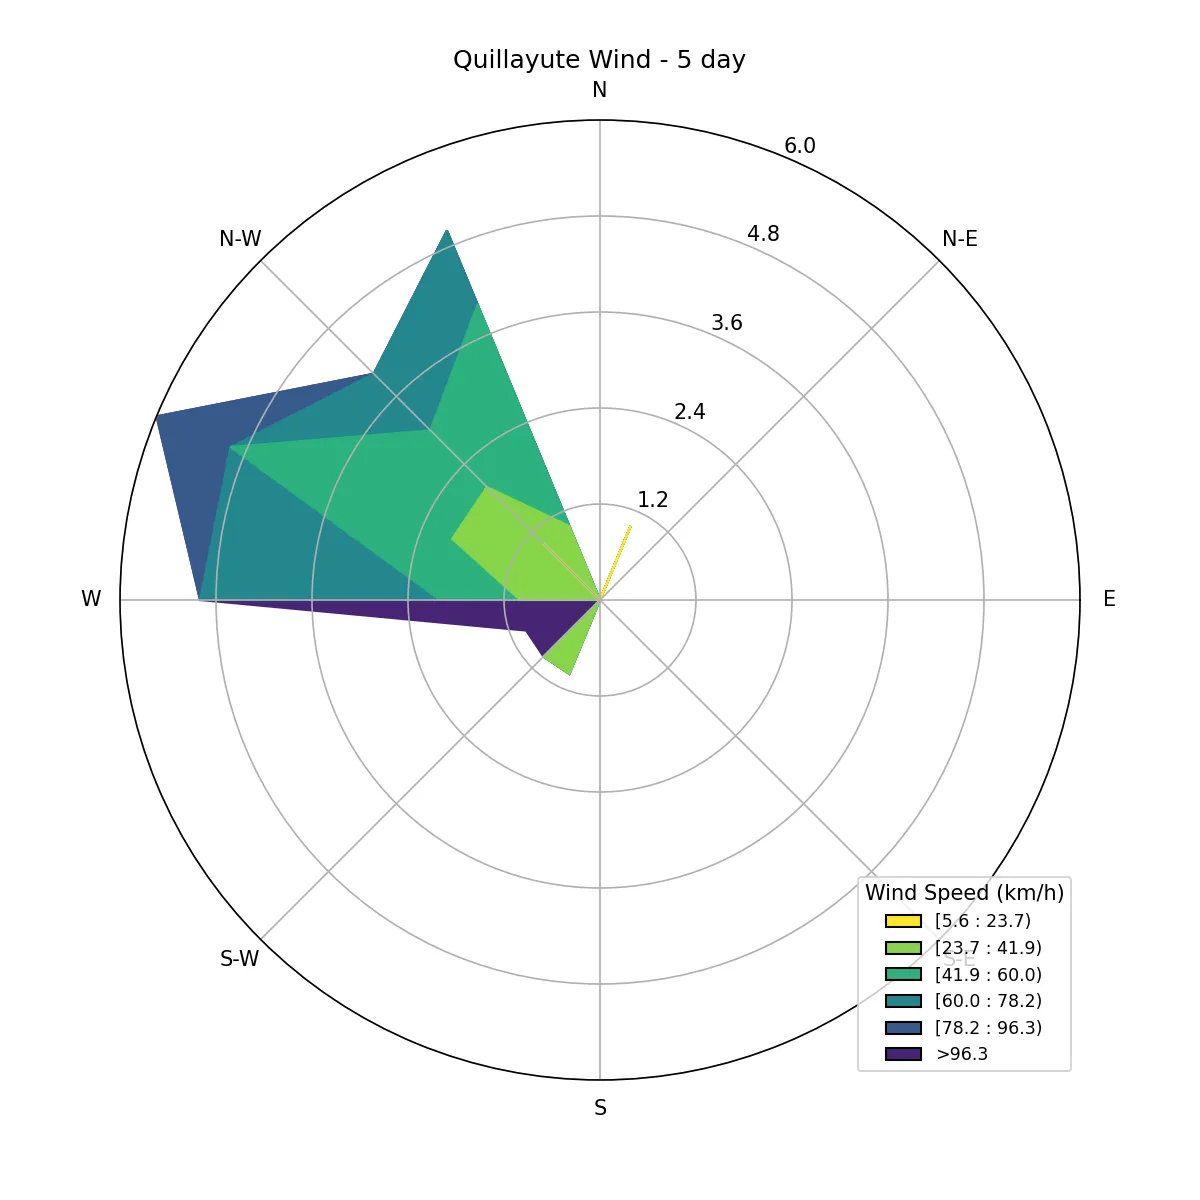 Quillayute Wind - 5 day
N
6.0
N-W
4.8
N-E
3.6
2.4
1.2
W
E
Wind Speed (km/h)
[5.6 : 23.7)
[23.7 : 41.9)
S-W
S-E
[41.9 : 60.0)
[60.0 : 78.2)
[78.2 : 96.3)
>96.3
S